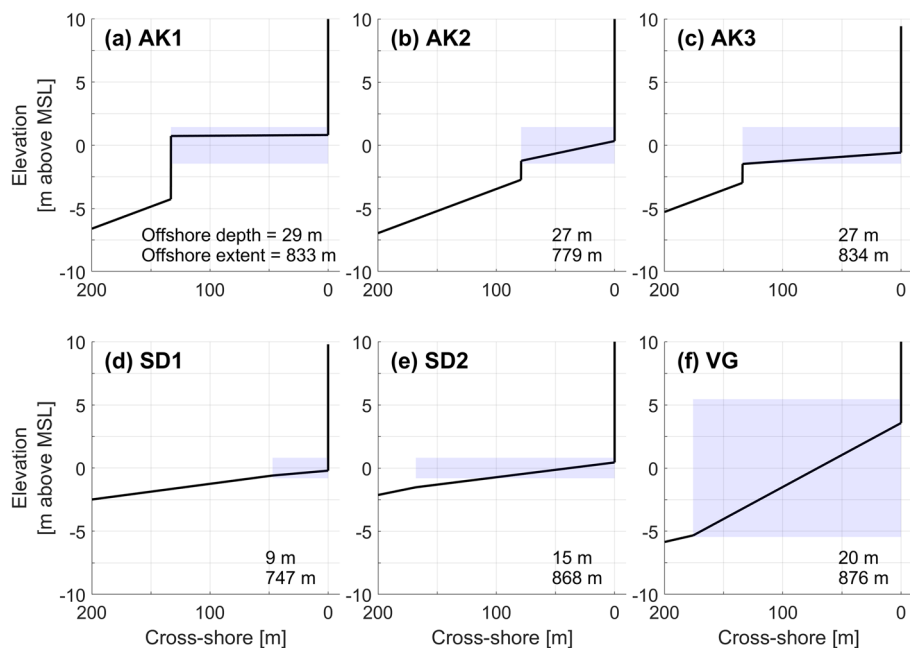 (a) AK1
10
5
0
-5
-10
Elevation
[m above MSL]
Offshore depth = 29 m
Offshore extent = 833 m
200
100
0
(b) AK2
10
5
0
-5
-10
27 m
779 m
200
100
0
(c) AK3
10
5
0
-5
-10
27 m
834 m
200
100
0
(d) SD1
10
5
0
-5
-10
Elevation
[m above MSL]
9 m
747 m
200
100
0
Cross-shore [m]
(e) SD2
10
5
0
-5
-10
15 m
868 m
200
100
0
Cross-shore [m]
(f) VG
10
5
0
-5
-10
20 m
876 m
200
100
0
Cross-shore [m]